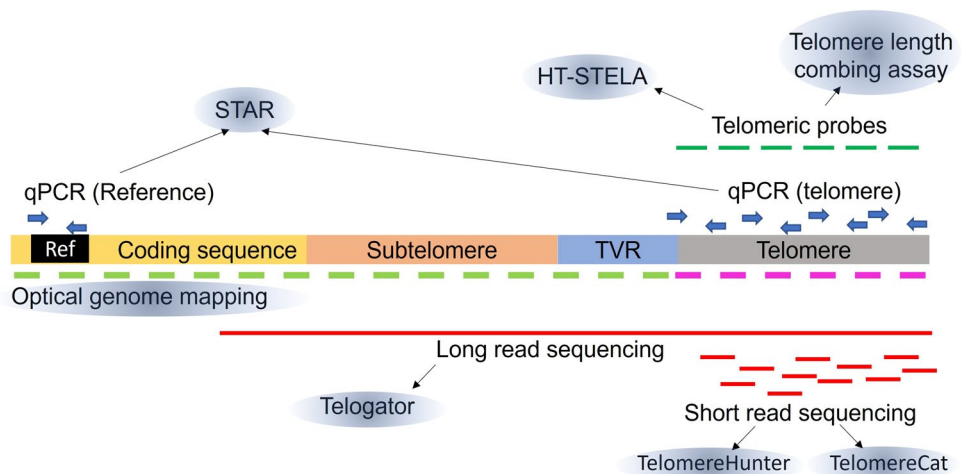 Telomere length
combing assay
HT-STELA
STAR
Telomeric probes
qPCR (Reference)
qPCR (telomere)
Ref
Coding sequence
Subtelomere
TVR
Telomere
Optical genome mapping
Long read sequencing
Telogator
Short read sequencing
TelomereHunter
TelomereCat